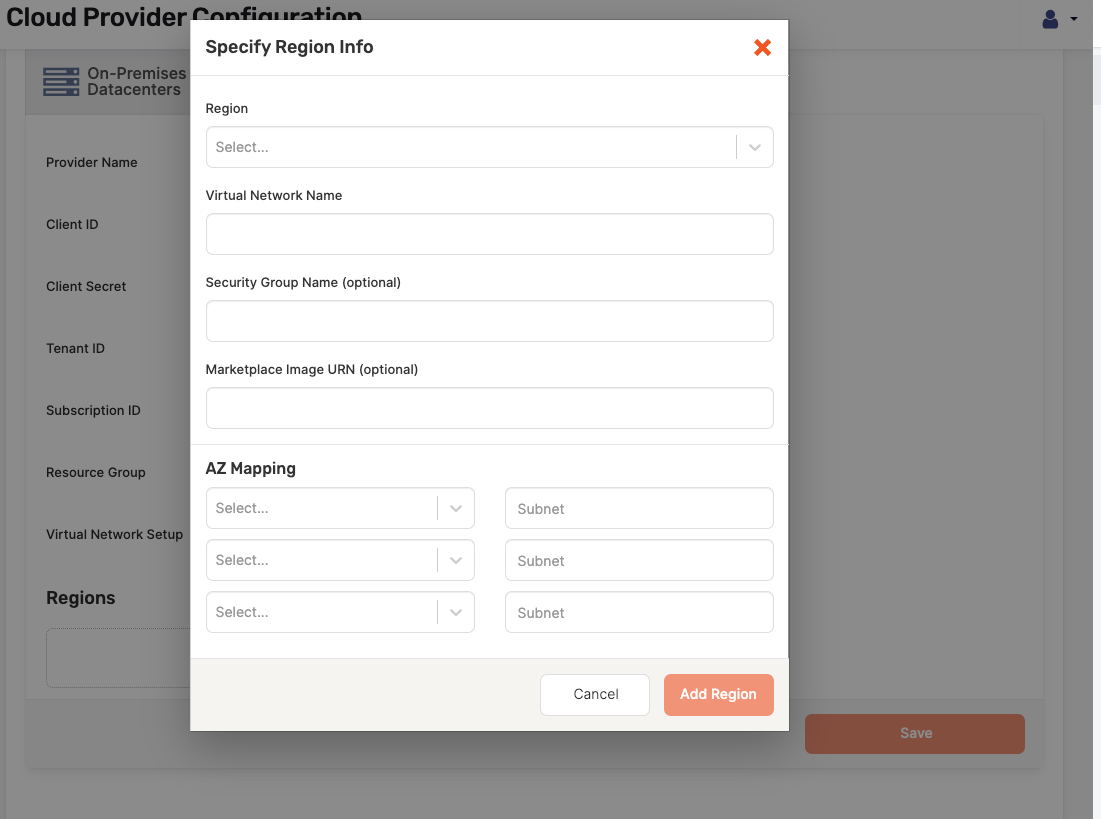 Cloud Provider Configuration
On-Premises
Datacenters
Provider Name
Client ID
Client Secret
Tenant ID
Subscription ID
Resource Group
Virtual Network Setup
Regions
Save
Specify Region Info
Region
Select...
Virtual Network Name
Security Group Name (optional)
Marketplace Image URN (optional)
AZ Mapping
Select... Subnet
Select... Subnet
Select... Subnet
Cancel Add Region